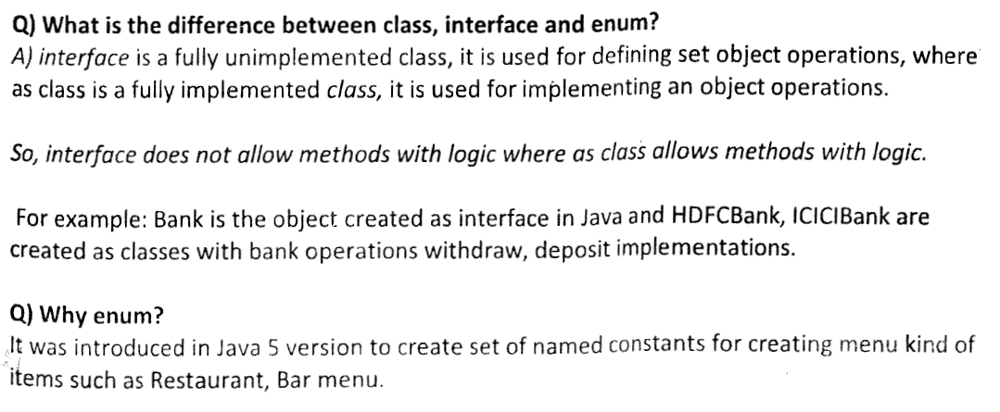 Q) What is the difference between class, interface and enum?
A) interface is a fully unimplemented class, it is used for defining set object operations, where
as class is a fully implemented class, it is used for implementing an object operations.
So, interface does not allow methods with logic where as class allows methods with logic.
For example: Bank is the object created as interface in Java and HDFCBank, ICICIBank are
created as classes with bank operations withdraw, deposit implementations.
Q) Why enum?
It was introduced in Java 5 version to create set of named constants for creating menu kind of
items such as Restaurant, Bar menu.